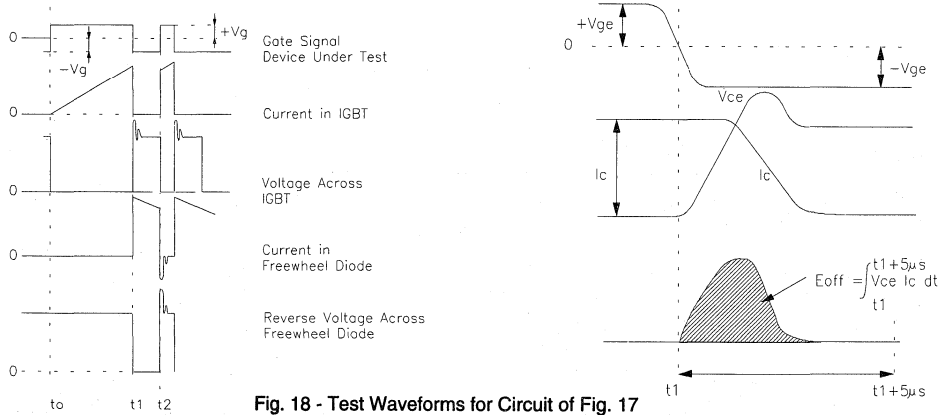 +Vg
0
-Vg
Gate Signal
Device Under Test
0
Current in IGBT
0
Voltage Across
IGBT
0
Current in
Freewheel Diode
Reverse Voltage Across
Freewheel Diode
0
to t1 t2
+Vge
0
-Vge
Vce
Ic
Ic
Eoff = ∫ Vce Ic dt
t1+5µs
t1
t1 t1+5µs
Fig. 18 - Test Waveforms for Circuit of Fig. 17